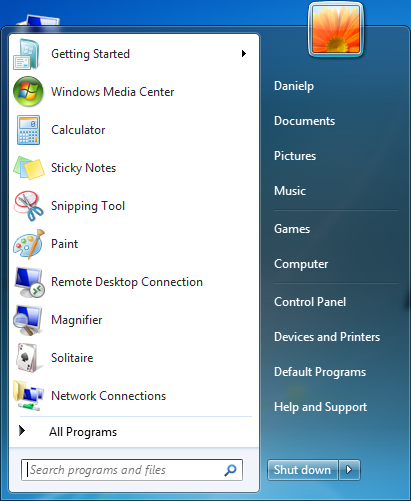 Getting Started
Windows Media Center
Calculator
Sticky Notes
Snipping Tool
Paint
Remote Desktop Connection
Magnifier
Solitaire
Network Connections
All Programs
Search programs and files
Danielp
Documents
Pictures
Music
Games
Computer
Control Panel
Devices and Printers
Default Programs
Help and Support
Shut down